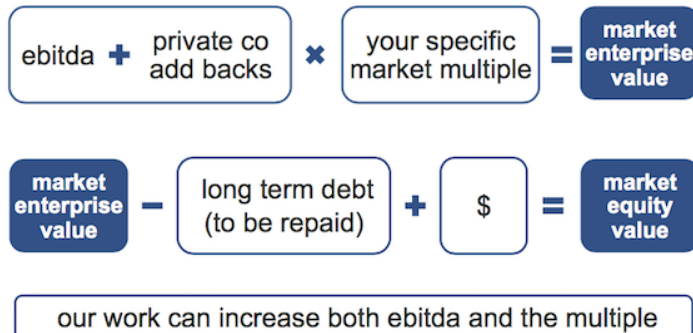 ebitda + private co add backs × your specific market multiple = market enterprise value
market enterprise value − long term debt (to be repaid) + $ = market equity value
our work can increase both ebitda and the multiple